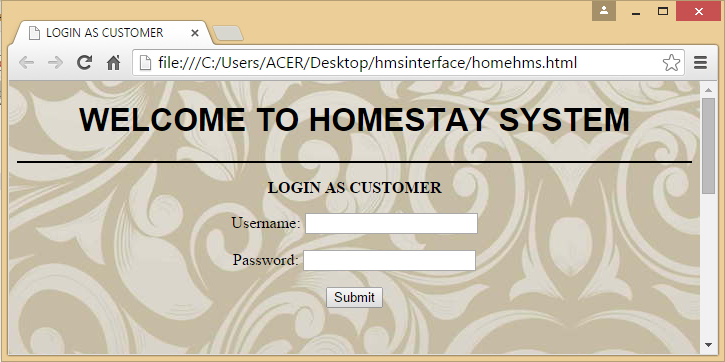 LOGIN AS CUSTOMER
file:///C:/Users/ACER/Desktop/hmsinterface/homehms.html
WELCOME TO HOMESTAY SYSTEM
LOGIN AS CUSTOMER
Username:
Password:
Submit